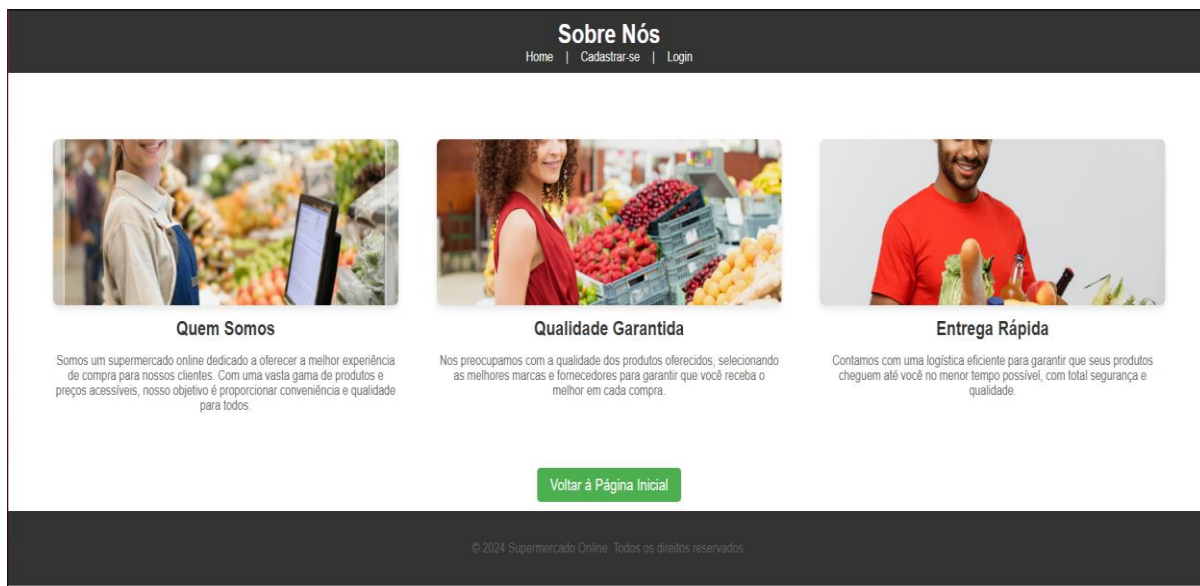 Sobre Nós
Home | Cadastrar-se | Login
Quem Somos
Somos um supermercado online dedicado a oferecer a melhor experiência
de compra para nossos clientes. Com uma vasta gama de produtos e
preços acessíveis, nosso objetivo é proporcionar conveniência e qualidade
para todos.
Qualidade Garantida
Nos preocupamos com a qualidade dos produtos oferecidos, selecionando
as melhores marcas e fornecedores para garantir que você receba o
melhor em cada compra.
Entrega Rápida
Contamos com uma logística eficiente para garantir que seus produtos
cheguem até você no menor tempo possível, com total segurança e
qualidade.
Voltar à Página Inicial
© 2024 Supermercado Online. Todos os direitos reservados.